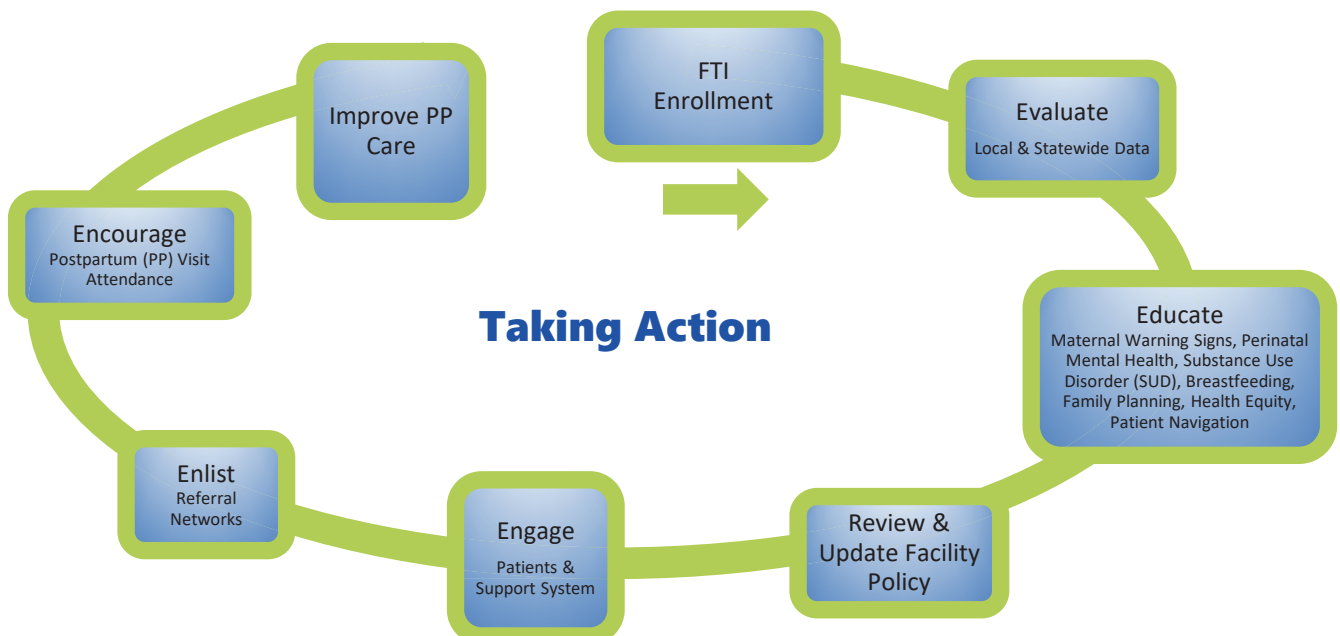 FTI
Enrollment
Evaluate
Local & Statewide Data
Educate
Maternal Warning Signs, Perinatal
Mental Health, Substance Use
Disorder (SUD), Breastfeeding,
Family Planning, Health Equity,
Patient Navigation
Review &
Update Facility
Policy
Engage
Patients &
Support System
Enlist
Referral
Networks
Encourage
Postpartum (PP) Visit
Attendance
Improve PP
Care
Taking Action